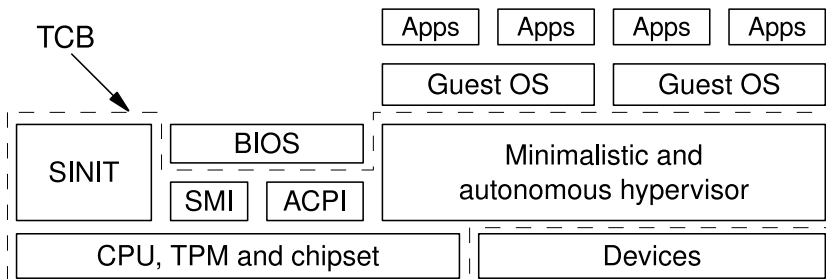 TCB
Apps Apps Apps Apps
Guest OS Guest OS
SINIT
BIOS
SMI ACPI
Minimalistic and
autonomous hypervisor
CPU, TPM and chipset
Devices